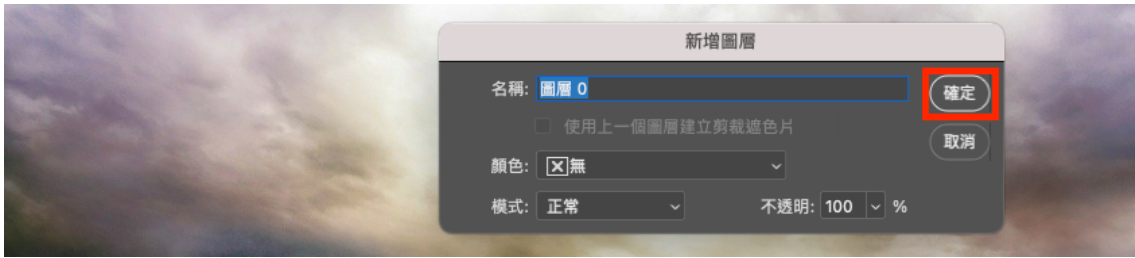 新增圖層
名稱: 圖層 0
確定
使用上一個圖層建立剪裁遮色片
取消
顏色: 無
模式: 正常 不透明: 100 %